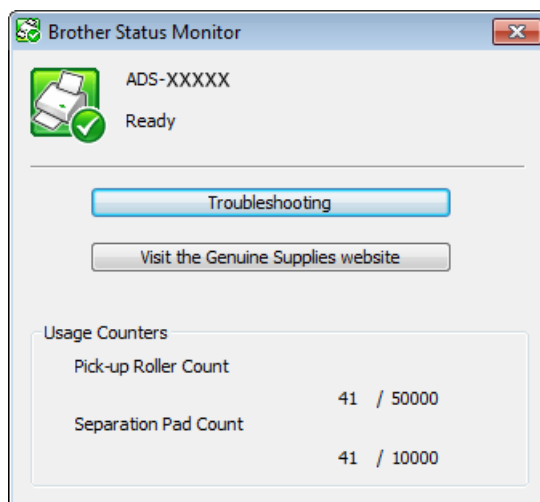 Brother Status Monitor
ADS-XXXXX
Ready
Troubleshooting
Visit the Genuine Supplies website
Usage Counters
Pick-up Roller Count
41 / 50000
Separation Pad Count
41 / 10000